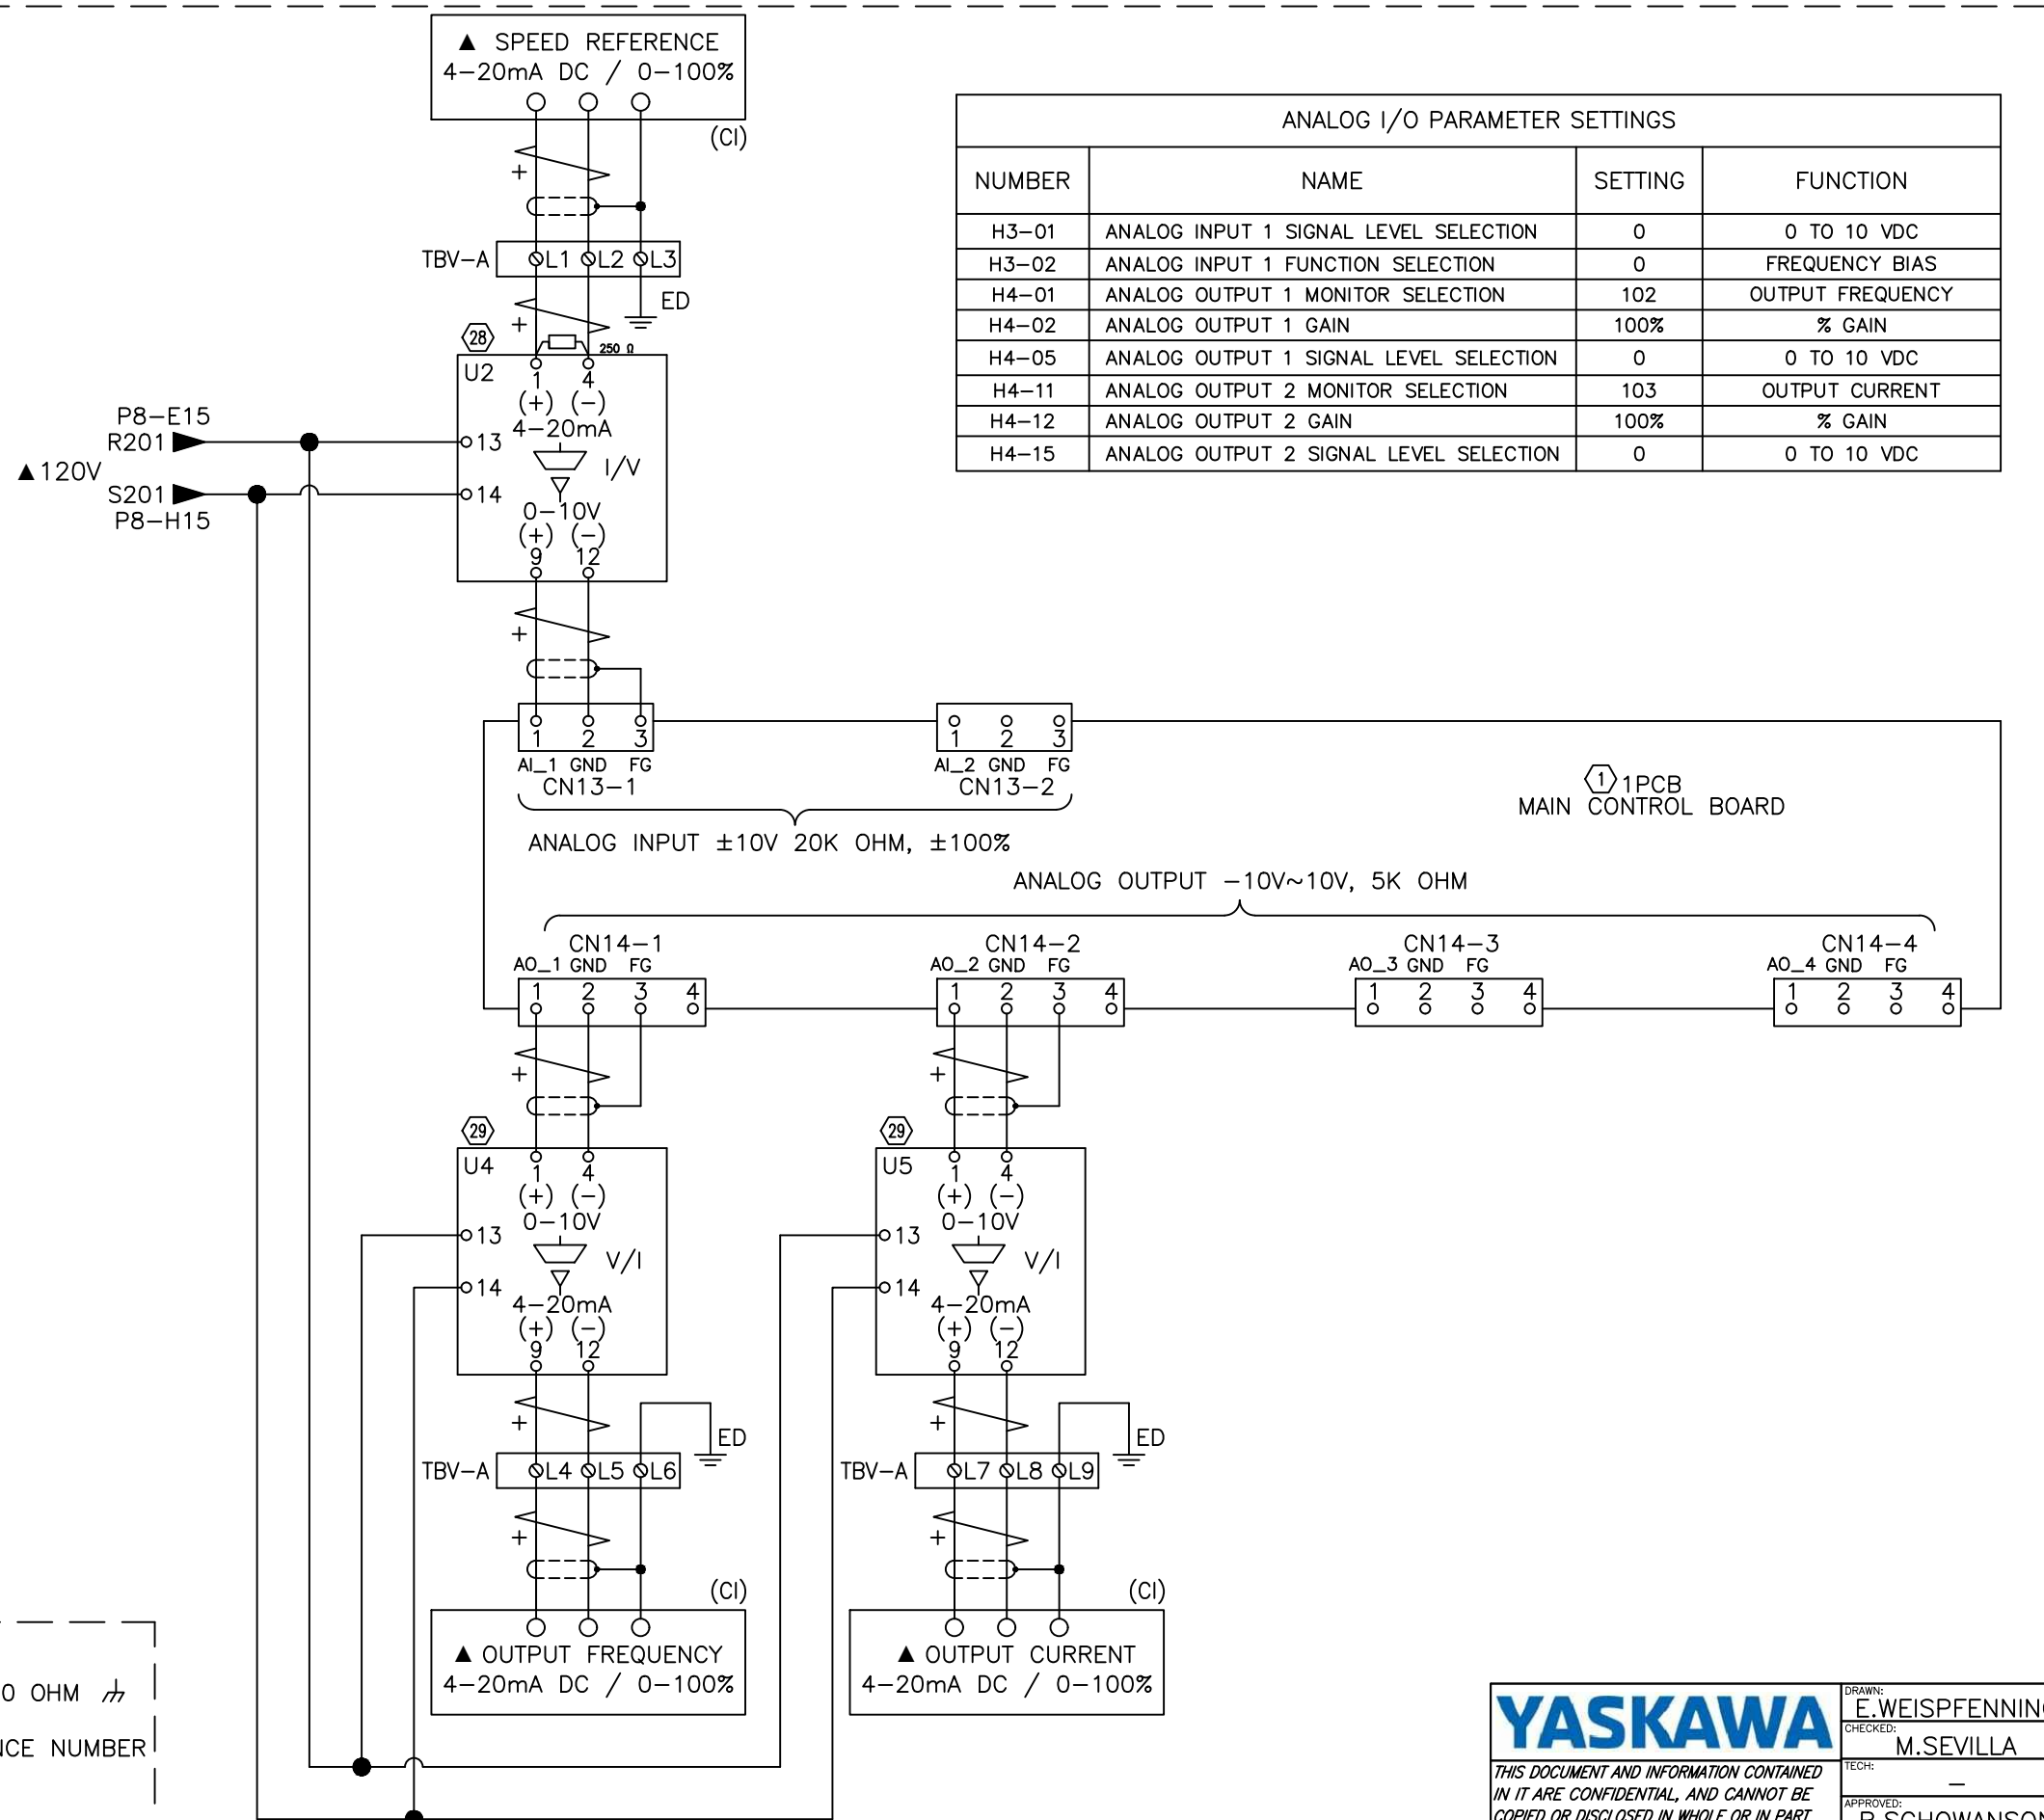 ▲ SPEED REFERENCE
4-20mA DC / 0-100%
(CI)
+
TBV-A L1 L2 L3
+
ED
28
250 Ω
U2
1 4
(+) (-)
4-20mA
P8-E15
R201
13
I/V
▲120V
S201
14
P8-H15
0-10V
(+) (-)
9 12
+
ANALOG I/O PARAMETER SETTINGS
NUMBER NAME SETTING FUNCTION
H3-01 ANALOG INPUT 1 SIGNAL LEVEL SELECTION 0 0 TO 10 VDC
H3-02 ANALOG INPUT 1 FUNCTION SELECTION 0 FREQUENCY BIAS
H4-01 ANALOG OUTPUT 1 MONITOR SELECTION 102 OUTPUT FREQUENCY
H4-02 ANALOG OUTPUT 1 GAIN 100% % GAIN
H4-05 ANALOG OUTPUT 1 SIGNAL LEVEL SELECTION 0 0 TO 10 VDC
H4-11 ANALOG OUTPUT 2 MONITOR SELECTION 103 OUTPUT CURRENT
H4-12 ANALOG OUTPUT 2 GAIN 100% % GAIN
H4-15 ANALOG OUTPUT 2 SIGNAL LEVEL SELECTION 0 0 TO 10 VDC
1 2 3
AI_1 GND FG
CN13-1
1 2 3
AI_2 GND FG
CN13-2
1 1PCB
MAIN CONTROL BOARD
ANALOG INPUT ±10V 20K OHM, ±100%
ANALOG OUTPUT -10V~10V, 5K OHM
CN14-1
AO_1 GND FG
1 2 3 4
CN14-2
AO_2 GND FG
1 2 3 4
CN14-3
AO_3 GND FG
1 2 3 4
CN14-4
AO_4 GND FG
1 2 3 4
+
29
U4
1 4
(+) (-)
0-10V
13
V/I
14
4-20mA
(+) (-)
9 12
+
ED
TBV-A L4 L5 L6
+
(CI)
▲ OUTPUT FREQUENCY
4-20mA DC / 0-100%
+
29
U5
1 4
(+) (-)
0-10V
13
V/I
14
4-20mA
(+) (-)
9 12
+
ED
TBV-A L7 L8 L9
+
(CI)
▲ OUTPUT CURRENT
4-20mA DC / 0-100%
0 OHM
NCE NUMBER
YASKAWA
THIS DOCUMENT AND INFORMATION CONTAINED
IN IT ARE CONFIDENTIAL, AND CANNOT BE
COPIED OR DISCLOSED IN WHOLE OR IN PART
DRAWN:
E.WEISPFENNING
CHECKED:
M.SEVILLA
TECH:
-
APPROVED: